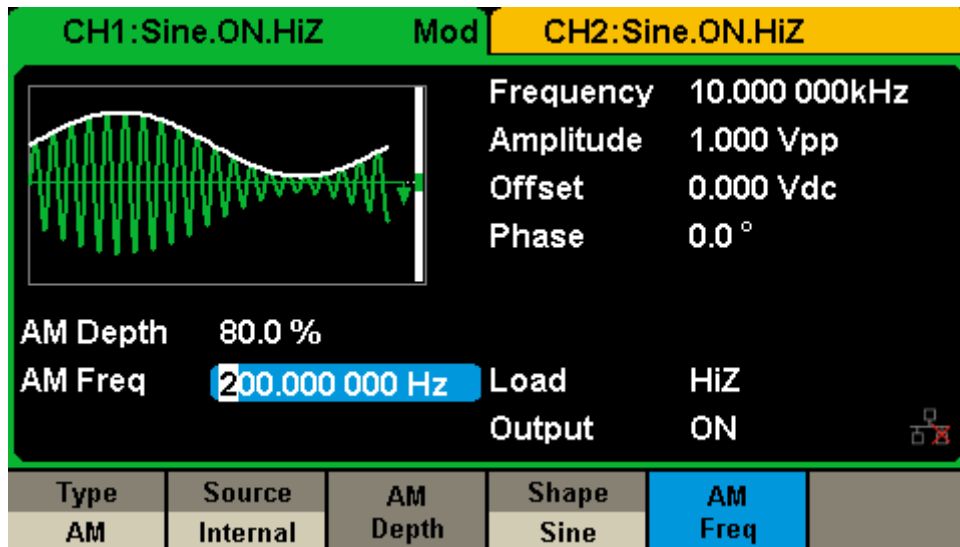 CH1:Sine.ON.HiZ Mod CH2:Sine.ON.HiZ
Frequency 10.000 000kHz
Amplitude 1.000 Vpp
Offset 0.000 Vdc
Phase 0.0 °
AM Depth 80.0 %
AM Freq 200.000 000 Hz Load HiZ
Output ON
Type Source AM Shape AM
AM Internal Depth Sine Freq